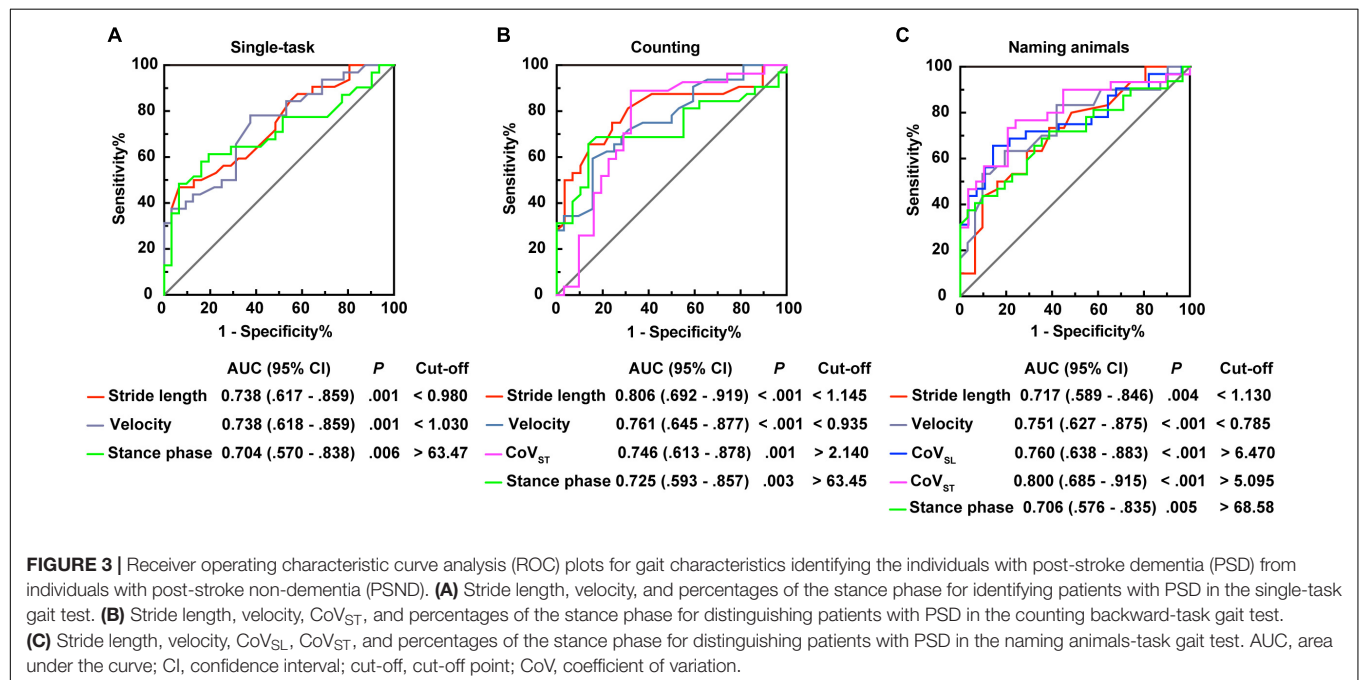 A
Single-task
100
80
60
40
20
0
20 40 60 80 100
Sensitivity%
1 - Specificity%
AUC (95% CI) P Cut-off
Stride length 0.738 (.617 - .859) .001 < 0.980
Velocity 0.738 (.618 - .859) .001 < 1.030
Stance phase 0.704 (.570 - .838) .006 > 63.47
B
Counting
100
80
60
40
20
0
20 40 60 80 100
Sensitivity%
1 - Specificity%
AUC (95% CI) P Cut-off
Stride length 0.806 (.692 - .919) < .001 < 1.145
Velocity 0.761 (.645 - .877) < .001 < 0.935
CoVST 0.746 (.613 - .878) .001 > 2.140
Stance phase 0.725 (.593 - .857) .003 > 63.45
C
Naming animals
100
80
60
40
20
0
20 40 60 80 100
Sensitivity%
1 - Specificity%
AUC (95% CI) P Cut-off
Stride length 0.717 (.589 - .846) .004 < 1.130
Velocity 0.751 (.627 - .875) < .001 < 0.785
CoVSL 0.760 (.638 - .883) < .001 > 6.470
CoVST 0.800 (.685 - .915) < .001 > 5.095
Stance phase 0.706 (.576 - .835) .005 > 68.58
FIGURE 3 | Receiver operating characteristic curve analysis (ROC) plots for gait characteristics identifying the individuals with post-stroke dementia (PSD) from
individuals with post-stroke non-dementia (PSND). (A) Stride length, velocity, and percentages of the stance phase for identifying patients with PSD in the single-task
gait test. (B) Stride length, velocity, CoVST, and percentages of the stance phase for distinguishing patients with PSD in the counting backward-task gait test.
(C) Stride length, velocity, CoVSL, CoVST, and percentages of the stance phase for distinguishing patients with PSD in the naming animals-task gait test. AUC, area
under the curve; CI, confidence interval; cut-off, cut-off point; CoV, coefficient of variation.